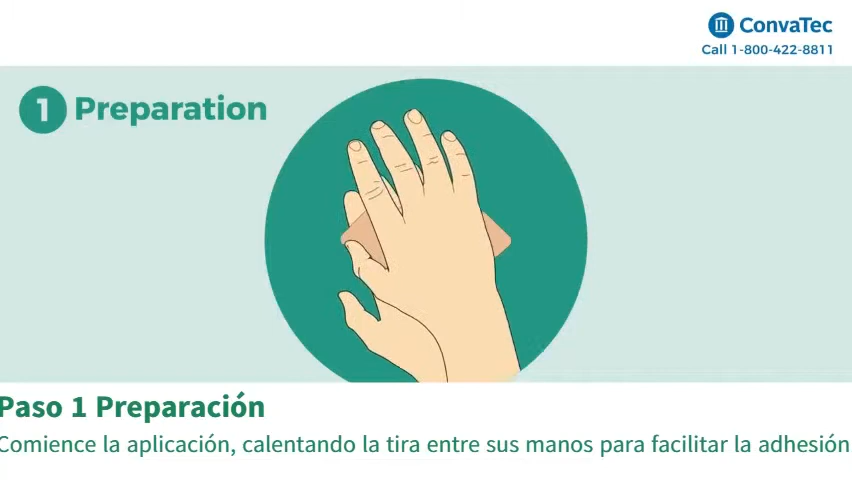 ConvaTec
Call 1-800-422-8811
1 Preparation
Paso 1 Preparación
Comience la aplicación, calentando la tira entre sus manos para facilitar la adhesión